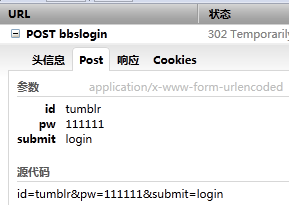 URL 状态
POST bbslogin 302 Temporarily
头信息 Post 响应 Cookies
参数 application/x-www-form-urlencoded
id tumblr
pw 111111
submit login
源代码
id=tumblr&pw=111111&submit=login